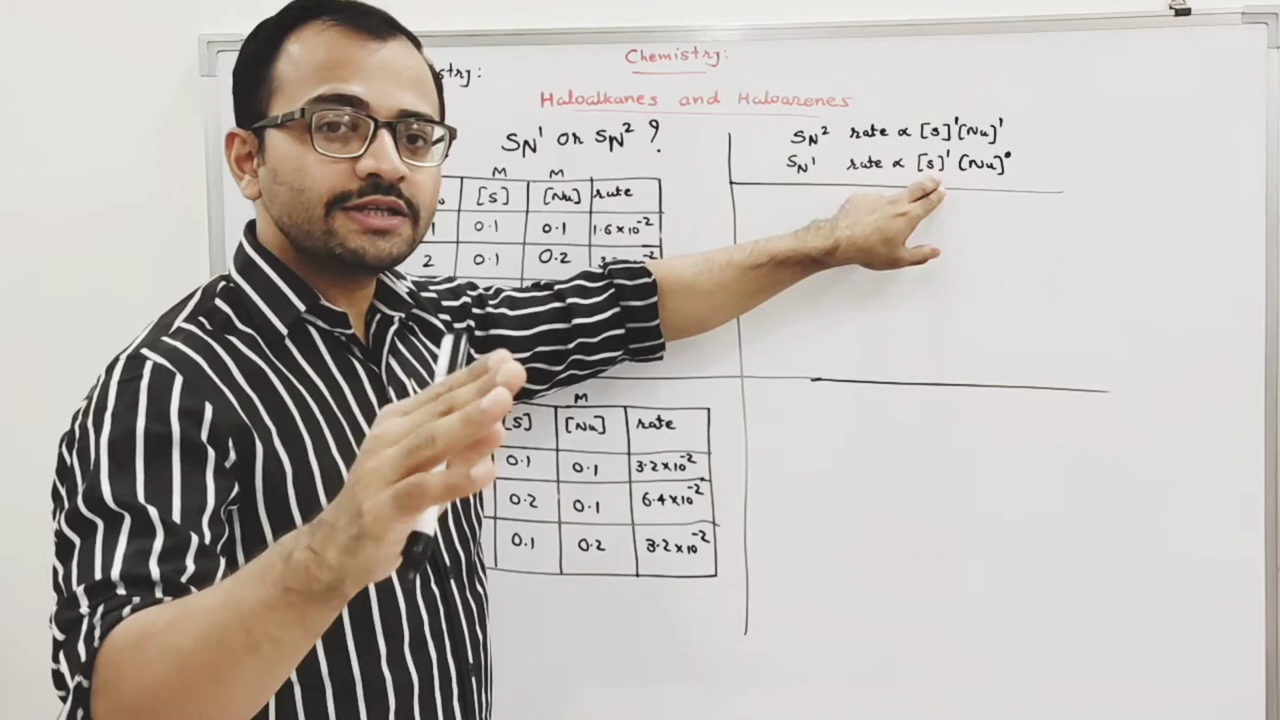 Chemistry:
Haloalkanes and Haloarenes
SN1 or SN2 ?
SN2 rate ∝ [s]1[Nu]1
SN1 rate ∝ [s]1 [Nu]0
M M
[S] [Nu] rate
1 0.1 0.1 1.6×10-2
2 0.1 0.2
M
[S] [Nu] rate
0.1 0.1 3.2×10-2
0.2 0.1 6.4×10-2
0.1 0.2 3.2×10-2